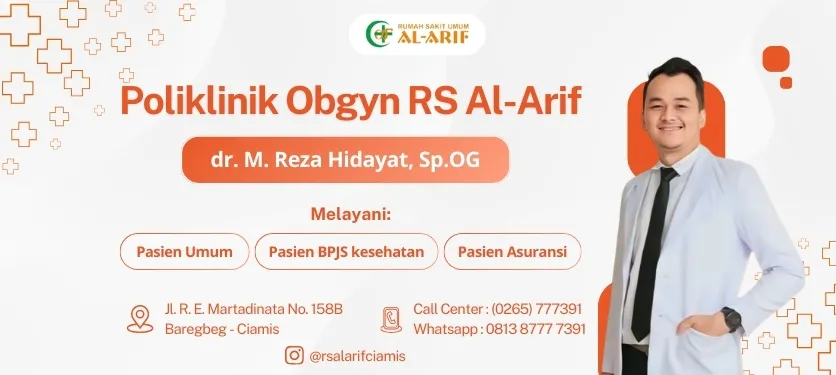 RUMAH SAKIT UMUM
AL-ARIF
Poliklinik Obgyn RS Al-Arif
dr. M. Reza Hidayat, Sp.OG
Melayani:
Pasien Umum
Pasien BPJS kesehatan
Pasien Asuransi
Jl. R. E. Martadinata No. 158B
Baregbeg - Ciamis
Call Center : (0265) 777391
Whatsapp : 0813 8777 7391
@rsalarifciamis